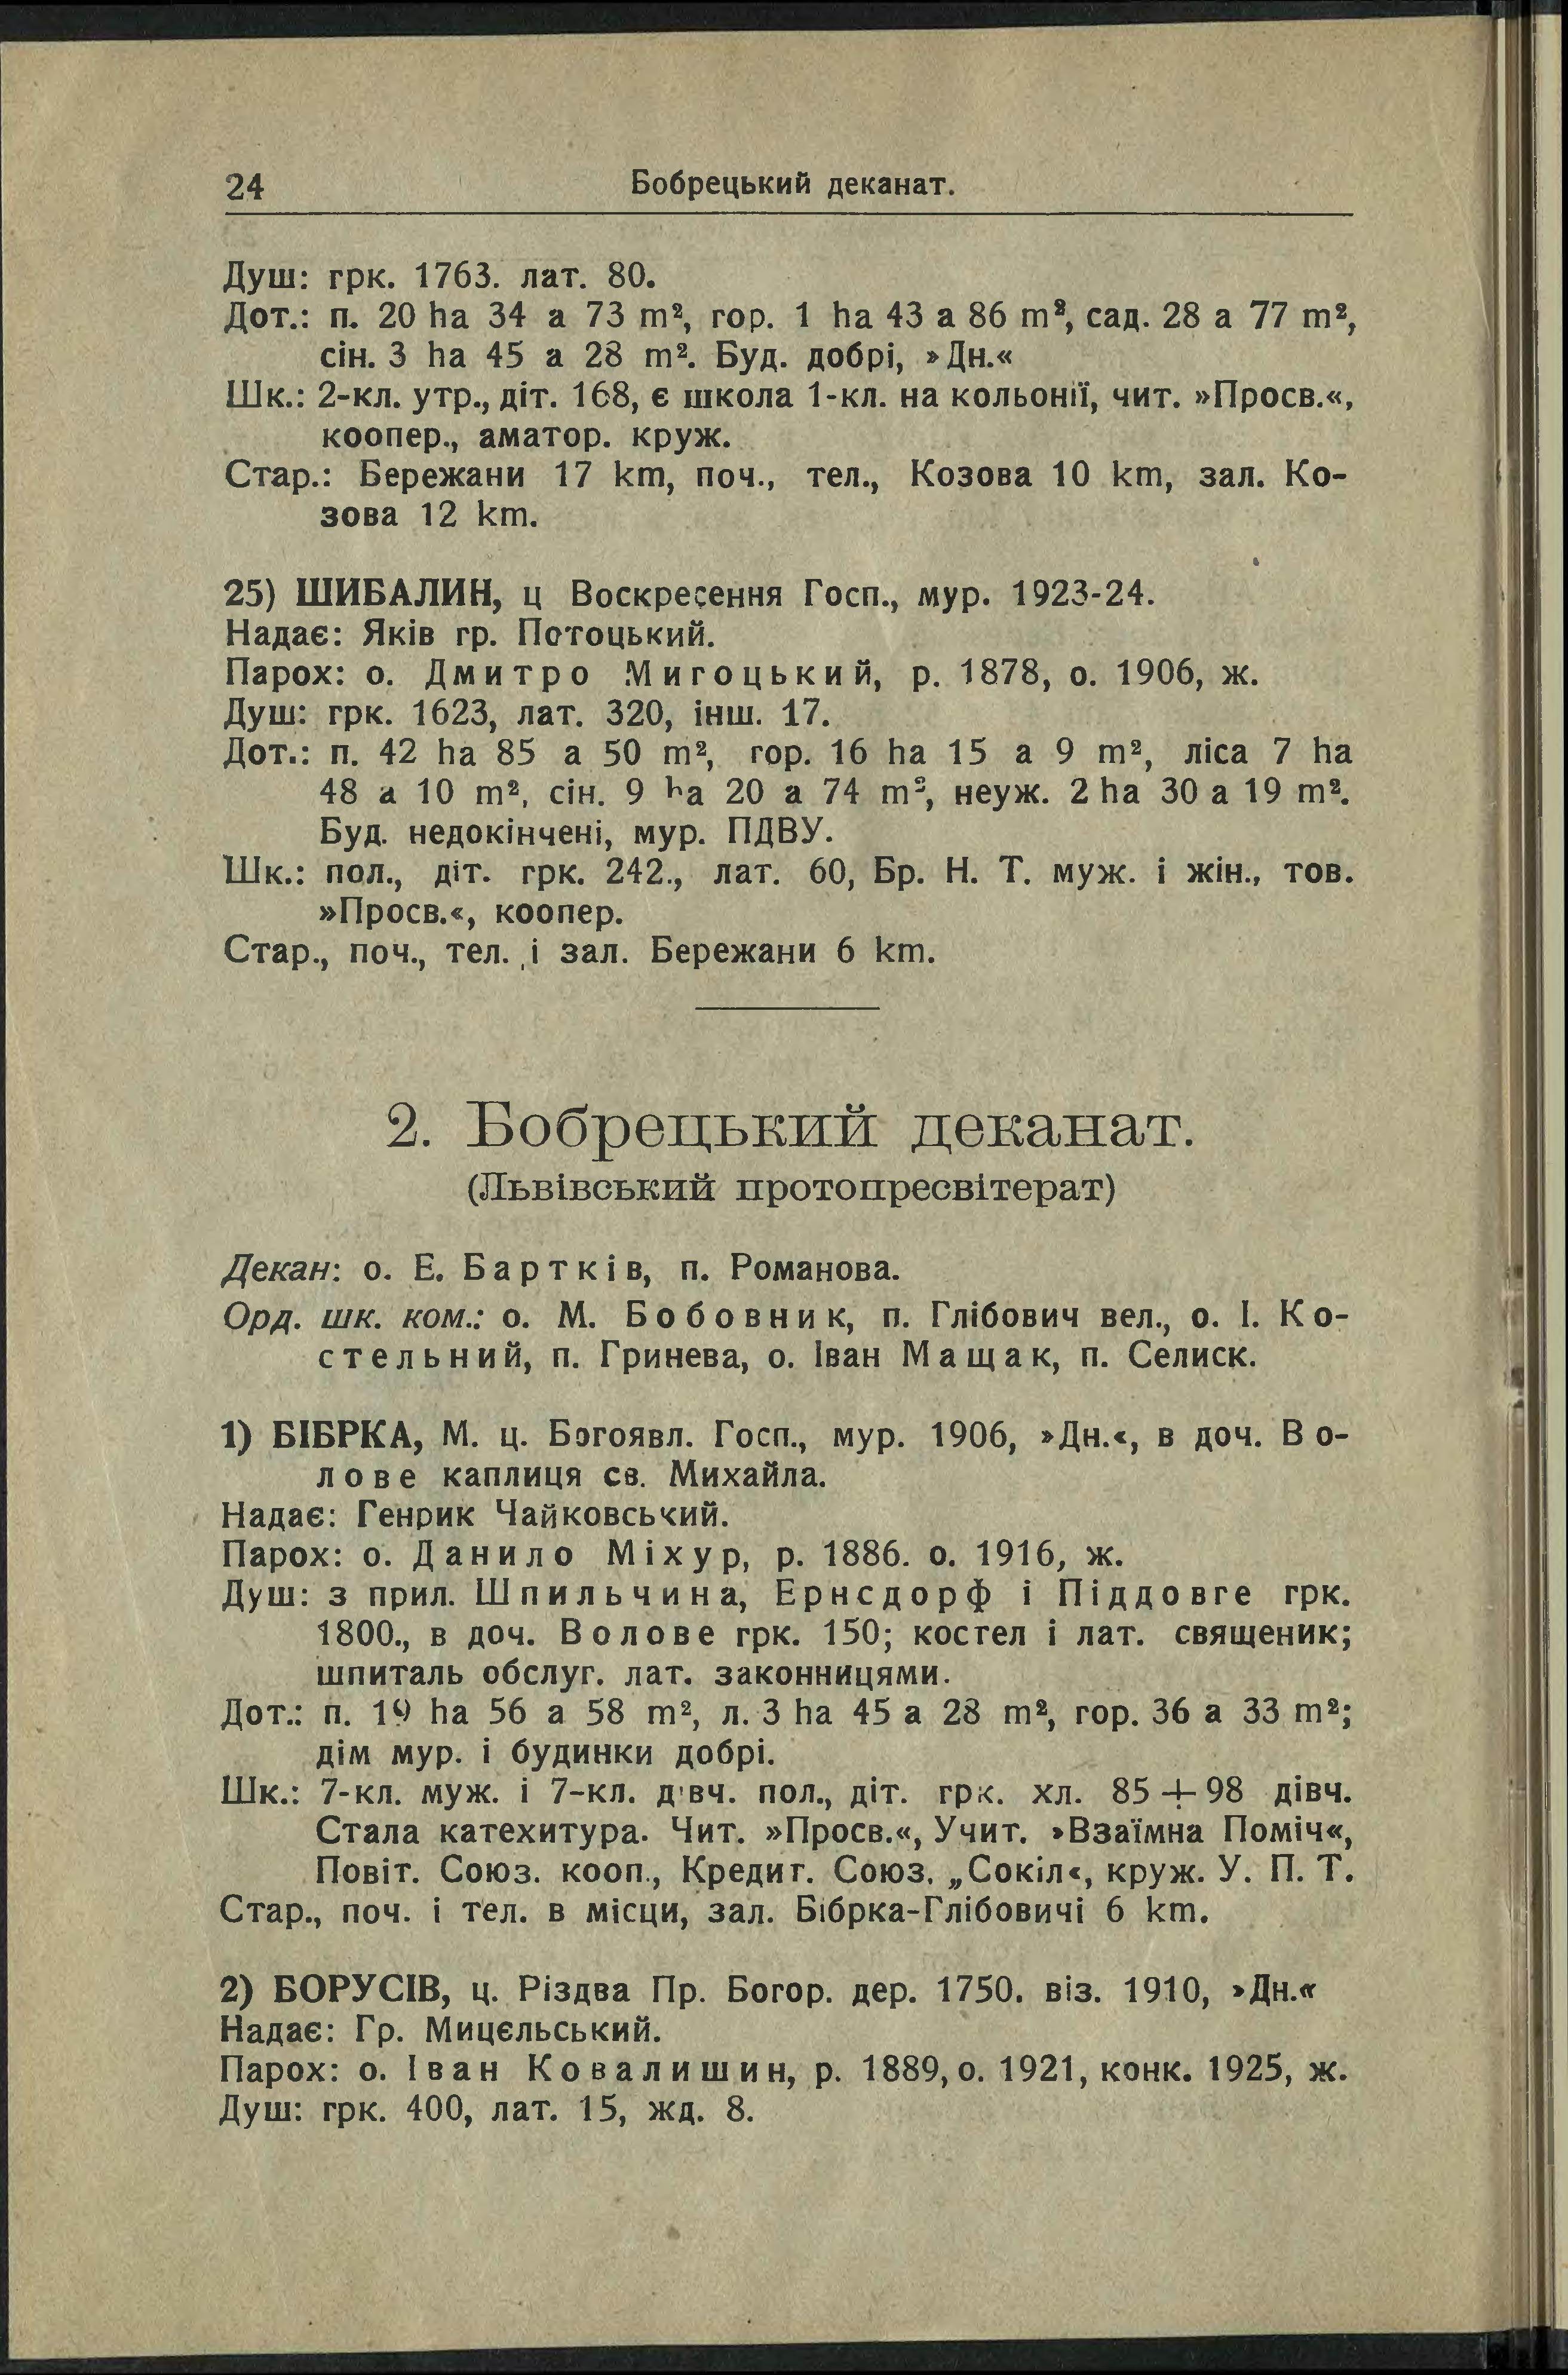 24 Бобрецький деканат.
Душ: грк. 1763. лат. 80.
Дот.: п. 20 ha 34 а 73 m², гор. 1 ha 43 а 86 m², сад. 28 а 77 m²,
сін. 3 ha 45 а 28 m². Буд. добрі, »Дн.«
Шк.: 2-кл. утр., діт. 168, є школа 1-кл. на кольонії, чит. »Просв.«,
коопер., аматор. круж.
Стар.: Бережани 17 km, поч., тел., Козова 10 km, зал. Ко-
зова 12 km.
25) ШИБАЛИН, ц Воскресення Госп., мур. 1923-24.
Надає: Яків гр. Потоцький.
Парох: о. Дмитро Мигоцький, р. 1878, о. 1906, ж.
Душ: грк. 1623, лат. 320, інш. 17.
Дот.: п. 42 ha 85 а 50 m², гор. 16 ha 15 а 9 m², ліса 7 ha
48 а 10 m², сін. 9 ha 20 а 74 m², неуж. 2 ha 30 а 19 m².
Буд. недокінчені, мур. ПДВУ.
Шк.: пол., діт. грк. 242., лат. 60, Бр. Н. Т. муж. і жін., тов.
»Просв.«, коопер.
Стар., поч., тел. і зал. Бережани 6 km.
2. Бобрецький деканат.
(Львівський протопресвітерат)
Декан: о. Е. Бартків, п. Романова.
Орд. шк. ком.: о. М. Бобовник, п. Глібович вел., о. І. Ко-
стельний, п. Гринева, о. Іван Мащак, п. Селиск.
1) БІБРКА, М. ц. Богоявл. Госп., мур. 1906, »Дн.«, в доч. Во-
лове каплиця св. Михайла.
Надає: Генрик Чайковський.
Парох: о. Данило Міхур, р. 1886. о. 1916, ж.
Душ: з прил. Шпильчина, Ернсдорф і Піддовге грк.
1800., в доч. Волове грк. 150; костел і лат. священик;
шпиталь обслуг. лат. законницями.
Дот.: п. 19 ha 56 а 58 m², л. 3 ha 45 а 28 m², гор. 36 а 33 m²;
дім мур. і будинки добрі.
Шк.: 7-кл. муж. і 7-кл. дівч. пол., діт. грк. хл. 85 + 98 дівч.
Стала катехитура. Чит. »Просв.«, Учит. »Взаїмна Поміч«,
Повіт. Союз. кооп., Кредит. Союз. „Сокіл«, круж. У. П. Т.
Стар., поч. і тел. в місци, зал. Бібрка-Глібовичі 6 km.
2) БОРУСІВ, ц. Різдва Пр. Богор. дер. 1750. віз. 1910, »Дн.«
Надає: Гр. Мицєльський.
Парох: о. Іван Ковалишин, р. 1889, о. 1921, конк. 1925, ж.
Душ: грк. 400, лат. 15, жд. 8.